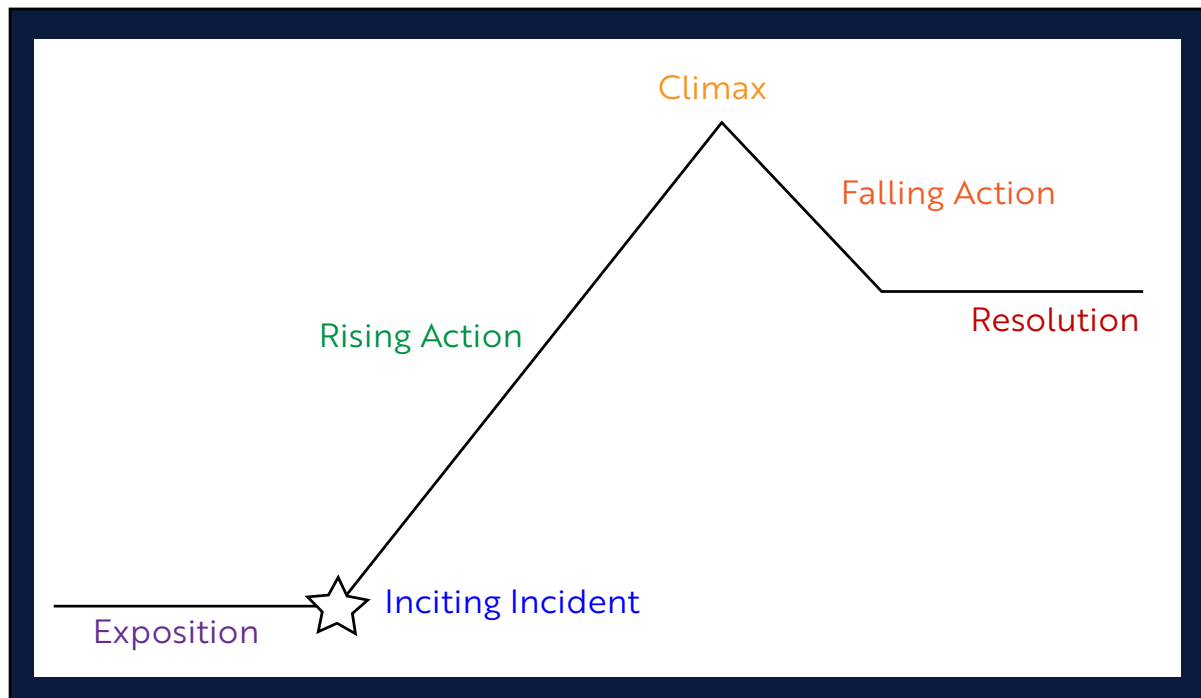 Climax
Falling Action
Rising Action
Resolution
Inciting Incident
Exposition